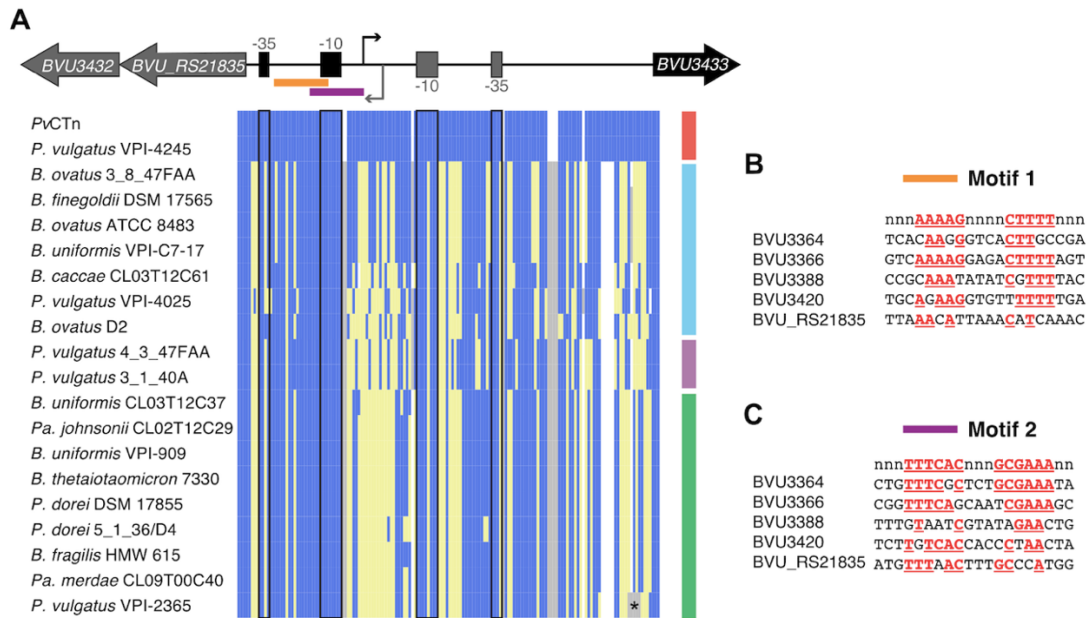 A
-35
-10
BVU3432
BVU_RS21835
BVU3433
-10
-35
PvCTn
P. vulgatus VPI-4245
B. ovatus 3_8_47FAA
B. finegoldii DSM 17565
B. ovatus ATCC 8483
B. uniformis VPI-C7-17
B. caccae CL03T12C61
P. vulgatus VPI-4025
B. ovatus D2
P. vulgatus 4_3_47FAA
P. vulgatus 3_1_40A
B. uniformis CL03T12C37
Pa. johnsonii CL02T12C29
B. uniformis VPI-909
B. thetaiotaomicron 7330
P. dorei DSM 17855
P. dorei 5_1_36/D4
B. fragilis HMW 615
Pa. merdae CL09T00C40
P. vulgatus VPI-2365
*
B
Motif 1
nnnAAAAGnnnnCTTTTnnn
BVU3364 TCACAAGGGTCACTTGCCGA
BVU3366 GTCAAAAGGAGACTTTTAGT
BVU3388 CCGCAAATATATCGTTTTAC
BVU3420 TGCAGAAGGTGTTTTTTTGA
BVU_RS21835 TTAAACATTAAACATCAAAC
C
Motif 2
nnnTTTCACnnnGCGAAAnn
BVU3364 CTGTTTCGCTCTGCGAAATA
BVU3366 CGGTTTCAGCAATCGAAAGC
BVU3388 TTTGTAATCGTATAGAACTG
BVU3420 TCTTGTCACCACCCTAACTA
BVU_RS21835 ATGTTTAACTTTGCCCATGG